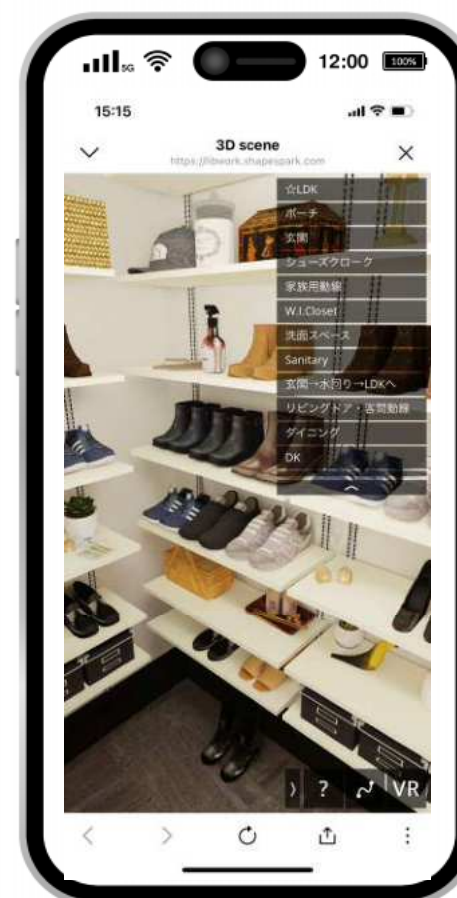 5G 12:00 100%
15:15
3D scene
https://libwork.shapespark.com
☆LDK
ポーチ
玄関
シューズクローク
家族用動線
W.I.Closet
洗面スペース
Sanitary
玄関→水回り→LDKへ
リビングドア・客間動線
ダイニング
DK
? VR